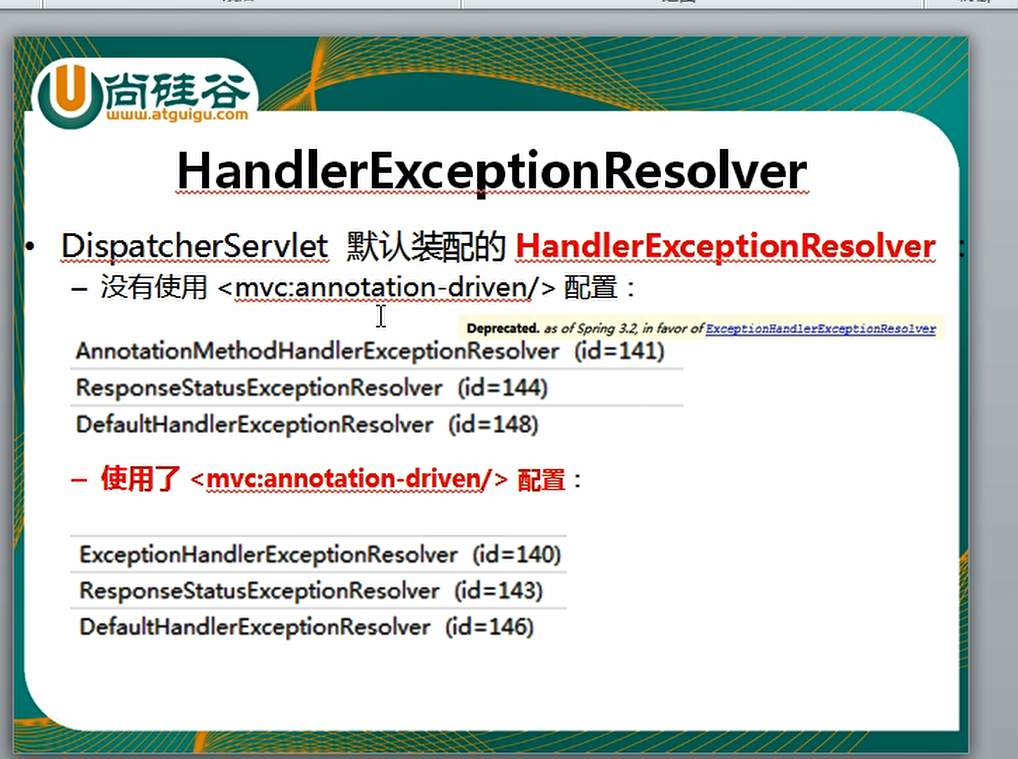 尚硅谷
www.atguigu.com
HandlerExceptionResolver
• DispatcherServlet 默认装配的 HandlerExceptionResolver :
– 没有使用 <mvc:annotation-driven/> 配置：
Deprecated. as of Spring 3.2, in favor of ExceptionHandlerExceptionResolver
AnnotationMethodHandlerExceptionResolver (id=141)
ResponseStatusExceptionResolver (id=144)
DefaultHandlerExceptionResolver (id=148)
– 使用了 <mvc:annotation-driven/> 配置：
ExceptionHandlerExceptionResolver (id=140)
ResponseStatusExceptionResolver (id=143)
DefaultHandlerExceptionResolver (id=146)